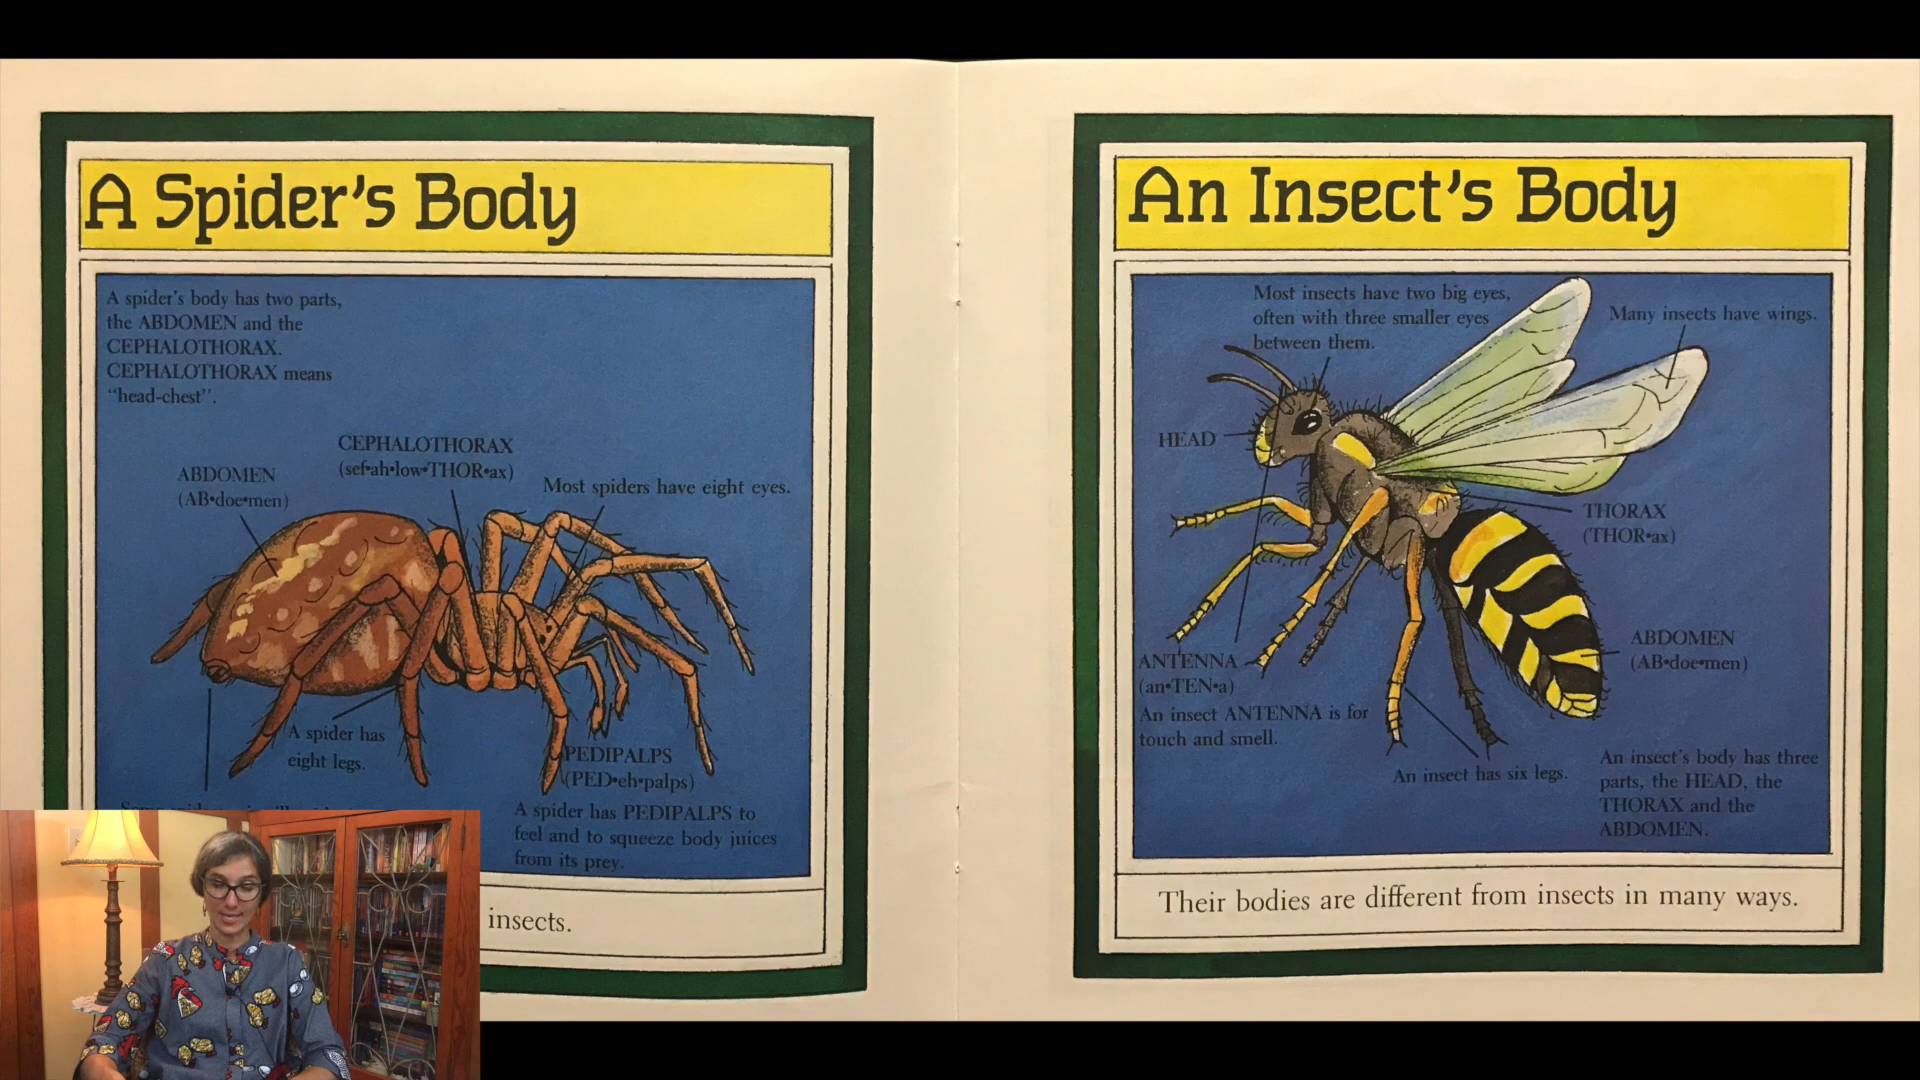 A Spider's Body
A spider's body has two parts,
the ABDOMEN and the
CEPHALOTHORAX.
CEPHALOTHORAX means
"head-chest".
CEPHALOTHORAX
(sef•ah•low•THOR•ax)
ABDOMEN
(AB•doe•men)
Most spiders have eight eyes.
A spider has
eight legs.
PEDIPALPS
(PED•eh•palps)
A spider has PEDIPALPS to
feel and to squeeze body juices
from its prey.
insects.
An Insect's Body
Most insects have two big eyes,
often with three smaller eyes
between them.
Many insects have wings.
HEAD
THORAX
(THOR•ax)
ABDOMEN
(AB•doe•men)
ANTENNA
(an•TEN•a)
An insect ANTENNA is for
touch and smell.
An insect has six legs.
An insect's body has three
parts, the HEAD, the
THORAX and the
ABDOMEN.
Their bodies are different from insects in many ways.